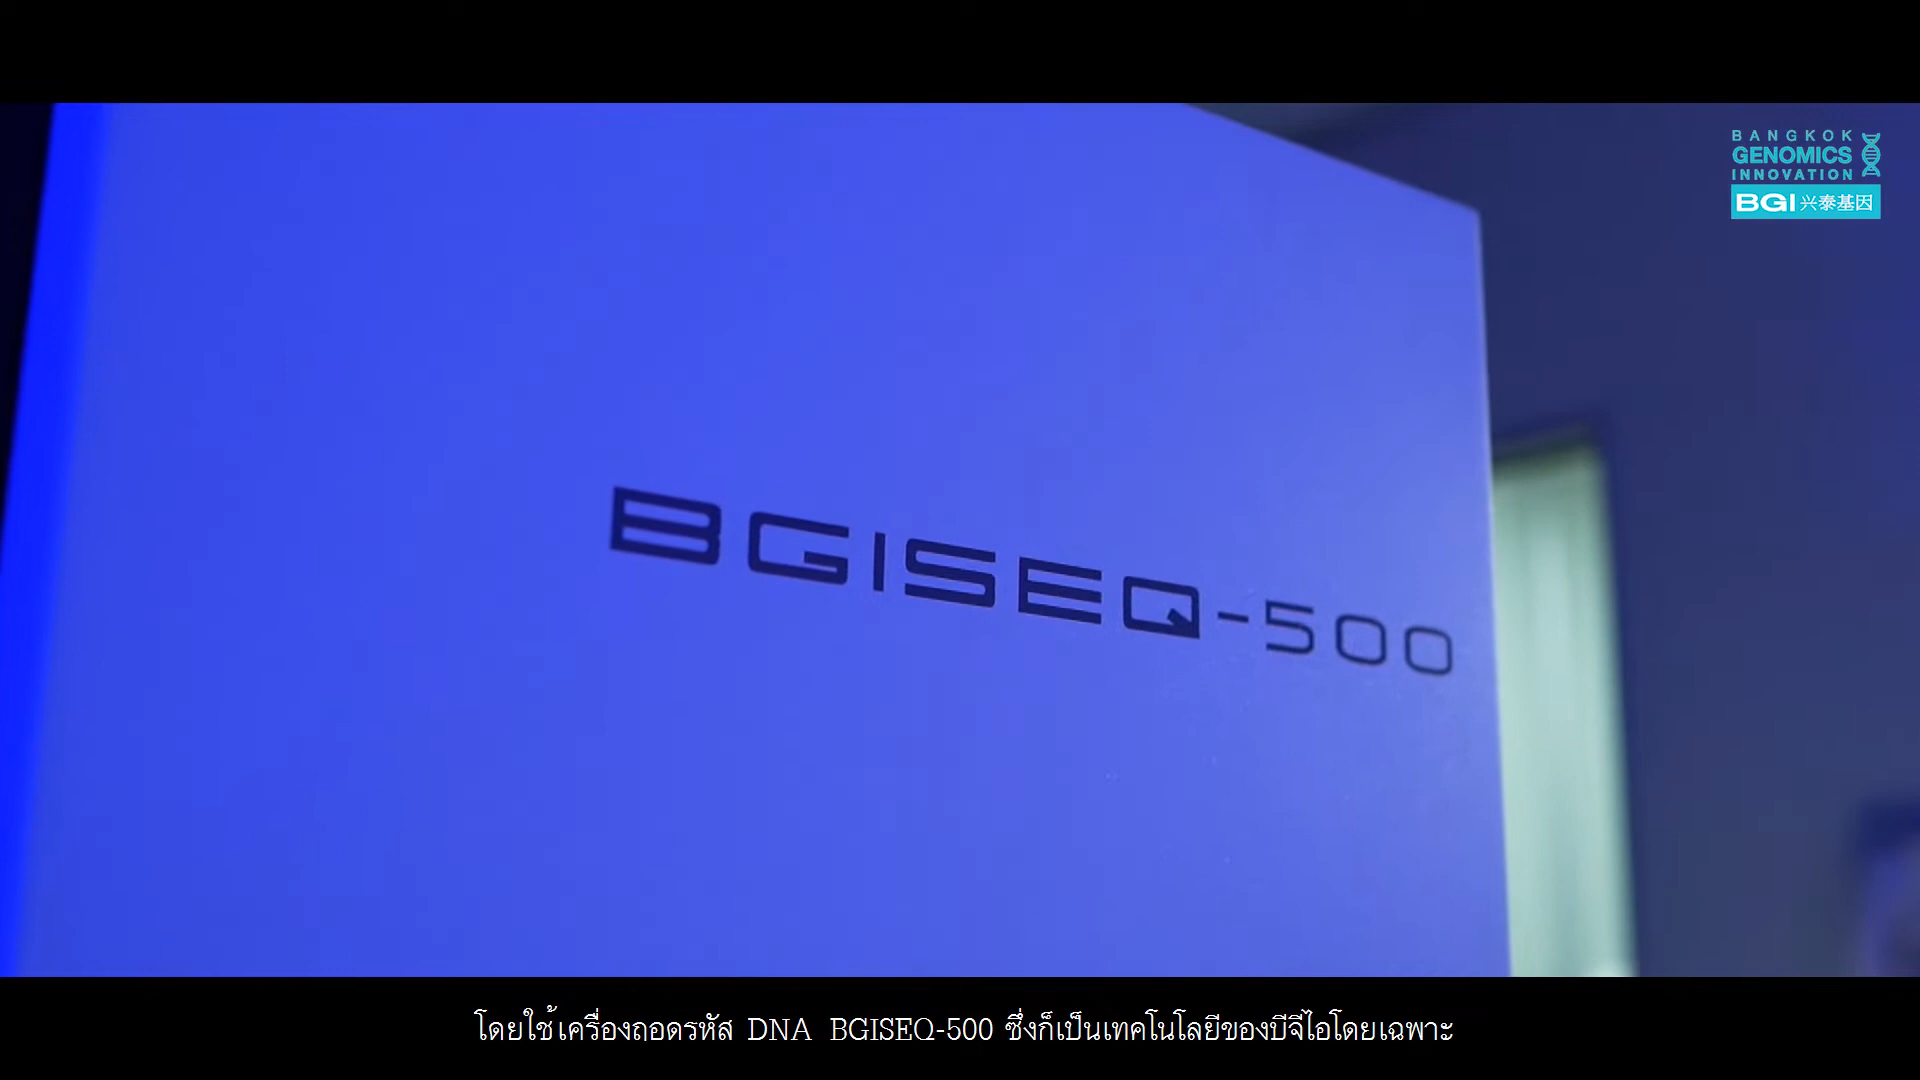 BANGKOK
GENOMICS
INNOVATION
BGI 兴泰基因
BGISEQ-500
โดยใช้เครื่องถอดรหัส DNA BGISEQ-500 ซึ่งก็เป็นเทคโนโลยีของบีจีไอโดยเฉพาะ